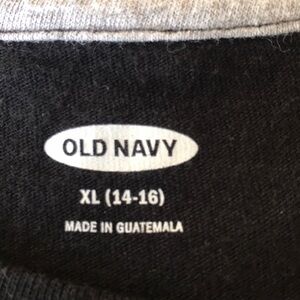 OLD NAVY
XL (14-16)
MADE IN GUATEMALA